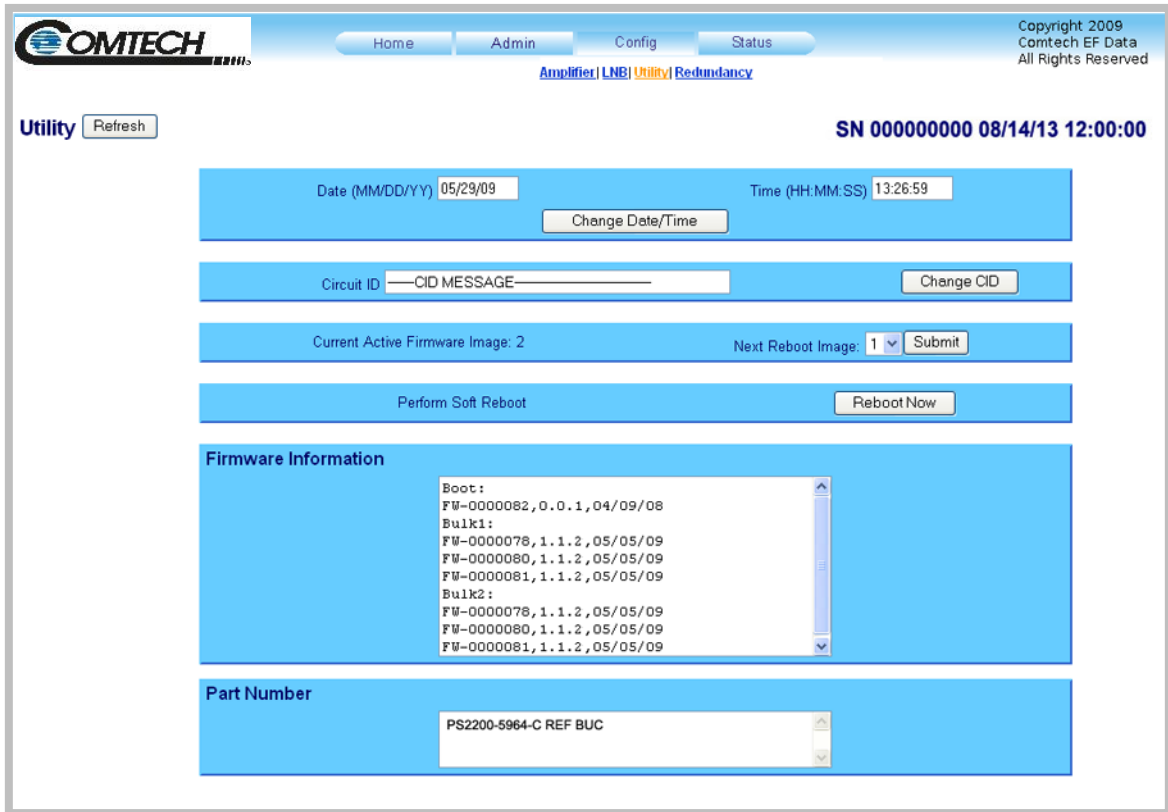 COMTECH
EF DATA
Home Admin Config Status
Copyright 2009
Comtech EF Data
All Rights Reserved
Amplifier| LNB| Utility| Redundancy
Utility Refresh
SN 000000000 08/14/13 12:00:00
Date (MM/DD/YY) 05/29/09 Time (HH:MM:SS) 13:26:59
Change Date/Time
Circuit ID -----CID MESSAGE------------------------ Change CID
Current Active Firmware Image: 2 Next Reboot Image: 1 Submit
Perform Soft Reboot Reboot Now
Firmware Information
Boot:
FW-0000082,0.0.1,04/09/08
Bulk1:
FW-0000078,1.1.2,05/05/09
FW-0000080,1.1.2,05/05/09
FW-0000081,1.1.2,05/05/09
Bulk2:
FW-0000078,1.1.2,05/05/09
FW-0000080,1.1.2,05/05/09
FW-0000081,1.1.2,05/05/09
Part Number
PS2200-5964-C REF BUC